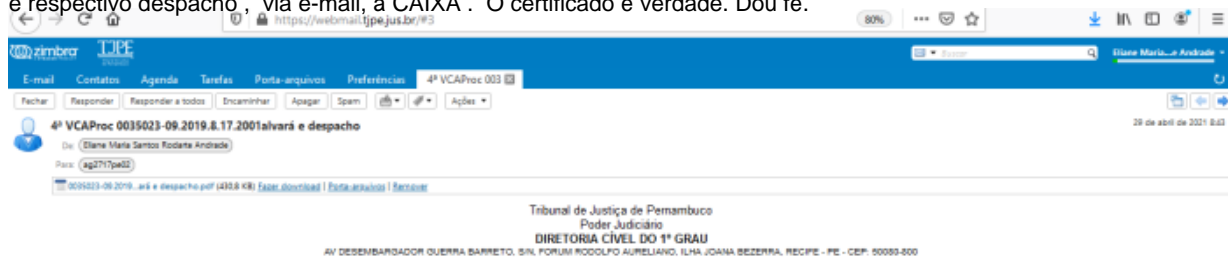 e respectivo despacho , via e-mail, à CAIXA . O certificado é verdade. Dou fé.
https://webmail.tjpe.jus.br/#3 80%
zimbra TJPE Buscar Eliane Maria...e Andrade
E-mail Contatos Agenda Tarefas Porta-arquivos Preferências 4ª VCAProc 003
Fechar Responder Responder a todos Encaminhar Apagar Spam Ações
4ª VCAProc 0035023-09.2019.8.17.2001alvará e despacho 29 de abril de 2021 8:43
De: Eliane Maria Santos Rodarte Andrade
Para: ag2717pe02
0035023-09.2019...ará e despacho.pdf (430,8 KB) Fazer download | Porta-arquivos | Remover
Tribunal de Justiça de Pernambuco
Poder Judiciário
DIRETORIA CÍVEL DO 1º GRAU
AV DESEMBARGADOR GUERRA BARRETO, S/N, FORUM RODOLFO AURELIANO, ILHA JOANA BEZERRA, RECIFE - PE - CEP: 50080-800